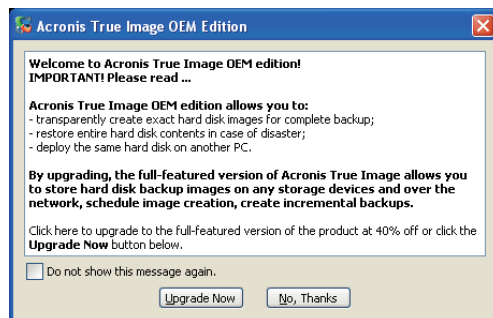 Acronis True Image OEM Edition
Welcome to Acronis True Image OEM edition!
IMPORTANT! Please read ...
Acronis True Image OEM edition allows you to:
- transparently create exact hard disk images for complete backup;
- restore entire hard disk contents in case of disaster;
- deploy the same hard disk on another PC.
By upgrading, the full-featured version of Acronis True Image allows you
to store hard disk backup images on any storage devices and over the
network, schedule image creation, create incremental backups.
Click here to upgrade to the full-featured version of the product at 40% off or click the
Upgrade Now button below.
Do not show this message again.
Upgrade Now No, Thanks